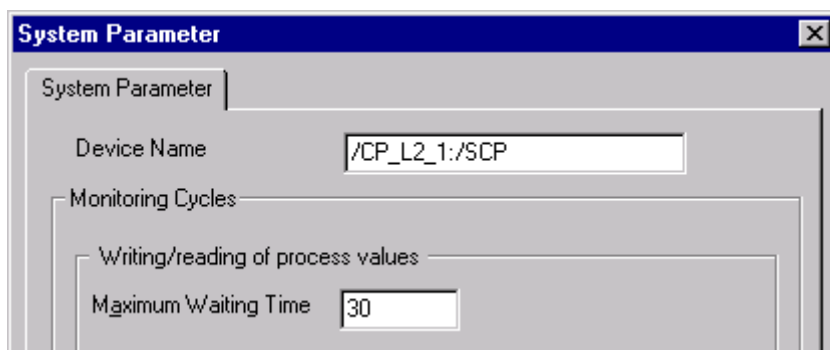 System Parameter
System Parameter
Device Name /CP_L2_1:/SCP
Monitoring Cycles
Writing/reading of process values
Maximum Waiting Time 30